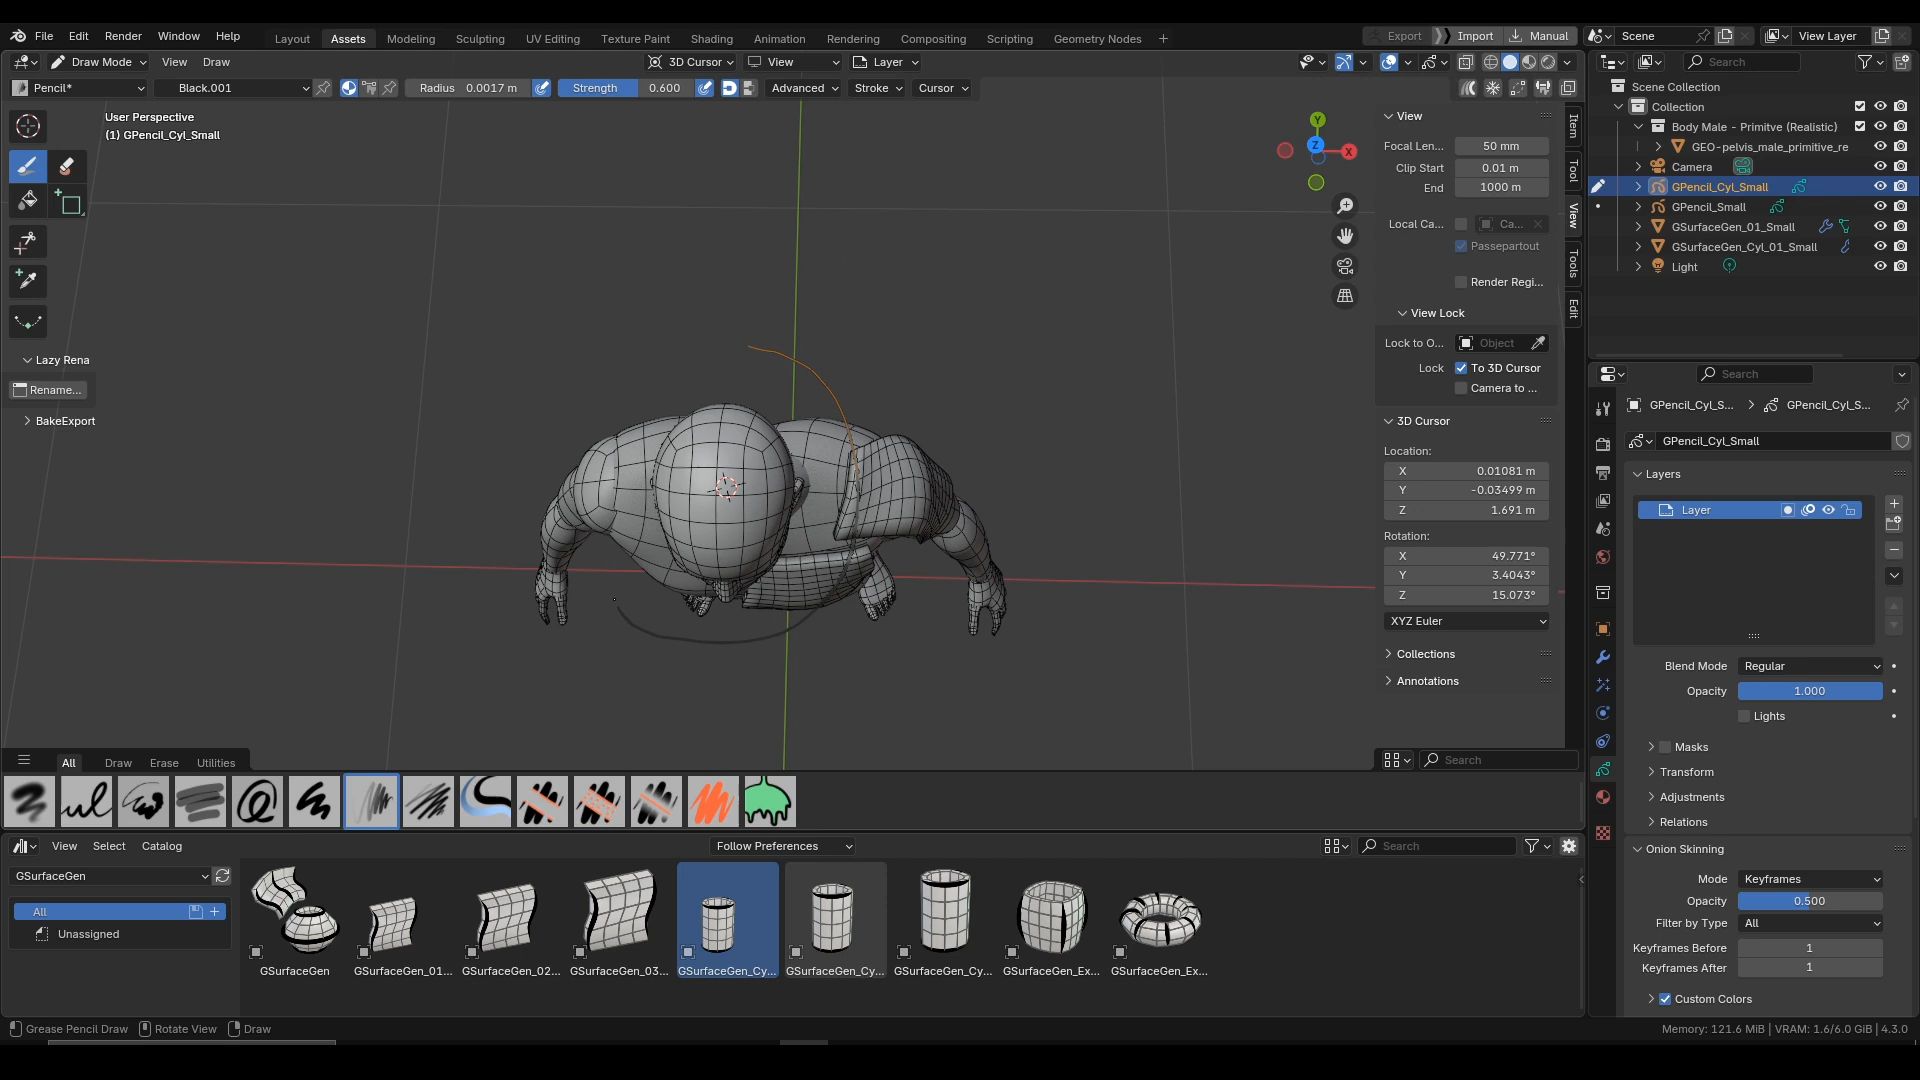 File Edit Render Window Help Layout Assets Modeling Sculpting UV Editing Texture Paint Shading Animation Rendering Compositing Scripting Geometry Nodes + Export Import Manual Scene View Layer
Draw Mode View Draw 3D Cursor View Layer Search
Pencil* Black.001 Radius 0.0017 m Strength 0.600 Advanced Stroke Cursor
User Perspective
(1) GPencil_Cyl_Small
Lazy Rena
Rename...
BakeExport
Y
Z
X
View
Focal Len... 50 mm
Clip Start 0.01 m
End 1000 m
Local Ca... Ca...
Passepartout
Render Regi...
View Lock
Lock to O... Object
Lock To 3D Cursor
Camera to ...
3D Cursor
Location:
X 0.01081 m
Y -0.03499 m
Z 1.691 m
Rotation:
X 49.771°
Y 3.4043°
Z 15.073°
XYZ Euler
Collections
Annotations
Item
Tool
View
Tools
Edit
Scene Collection
Collection
Body Male - Primitve (Realistic)
GEO-pelvis_male_primitive_re
Camera
GPencil_Cyl_Small
GPencil_Small
GSurfaceGen_01_Small
GSurfaceGen_Cyl_01_Small
Light
Search
GPencil_Cyl_S... GPencil_Cyl_S...
GPencil_Cyl_Small
Layers
Layer
Blend Mode Regular
Opacity 1.000
Lights
Masks
Transform
Adjustments
Relations
Onion Skinning
Mode Keyframes
Opacity 0.500
Filter by Type All
Keyframes Before 1
Keyframes After 1
Custom Colors
All Draw Erase Utilities Search
View Select Catalog Follow Preferences Search
GSurfaceGen
All
Unassigned
GSurfaceGen GSurfaceGen_01... GSurfaceGen_02... GSurfaceGen_03... GSurfaceGen_Cy... GSurfaceGen_Cy... GSurfaceGen_Cy... GSurfaceGen_Ex... GSurfaceGen_Ex...
Grease Pencil Draw Rotate View Draw Memory: 121.6 MiB | VRAM: 1.6/6.0 GiB | 4.3.0